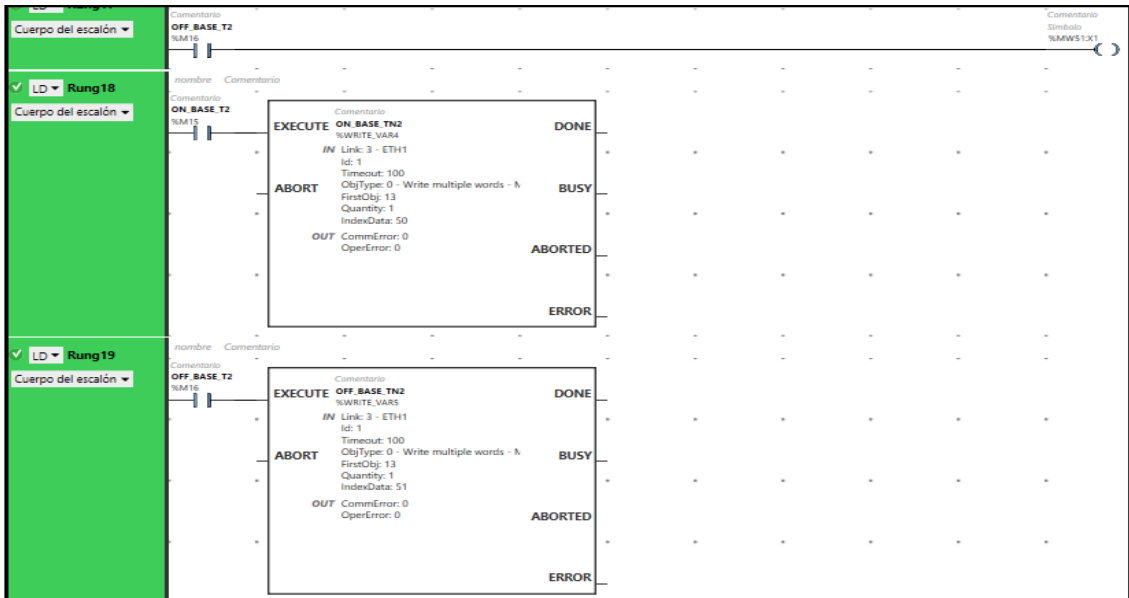 LD Rung17
Cuerpo del escalón
Comentario
OFF_BASE_T2
%M16
Comentario
Símbolo
%MW51:X1
LD Rung18
nombre Comentario
Cuerpo del escalón
Comentario
ON_BASE_T2
%M15
Comentario
EXECUTE ON_BASE_TN2 DONE
%WRITE_VAR4
IN Link: 3 - ETH1
Id: 1
Timeout: 100
ABORT ObjType: 0 - Write multiple words - M BUSY
FirstObj: 13
Quantity: 1
IndexData: 50
OUT CommError: 0
OperError: 0 ABORTED
ERROR
LD Rung19
nombre Comentario
Cuerpo del escalón
Comentario
OFF_BASE_T2
%M16
Comentario
EXECUTE OFF_BASE_TN2 DONE
%WRITE_VAR5
IN Link: 3 - ETH1
Id: 1
Timeout: 100
ABORT ObjType: 0 - Write multiple words - M BUSY
FirstObj: 13
Quantity: 1
IndexData: 51
OUT CommError: 0
OperError: 0 ABORTED
ERROR